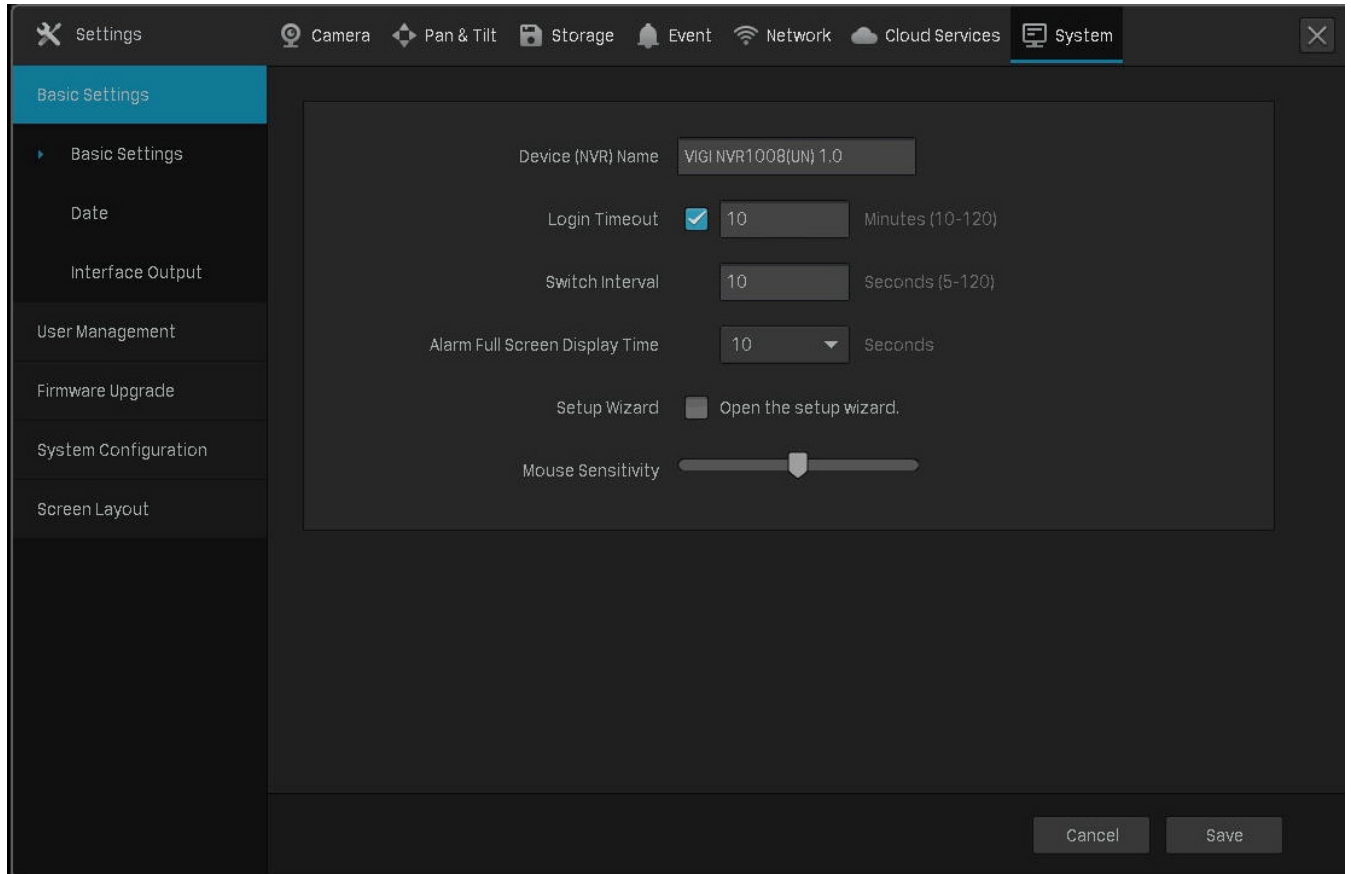 Settings
Camera Pan & Tilt Storage Event Network Cloud Services System
Basic Settings
Basic Settings
Date
Interface Output
User Management
Firmware Upgrade
System Configuration
Screen Layout
Device (NVR) Name VIGI NVR1008(UN) 1.0
Login Timeout 10 Minutes (10-120)
Switch Interval 10 Seconds (5-120)
Alarm Full Screen Display Time 10 Seconds
Setup Wizard Open the setup wizard.
Mouse Sensitivity
Cancel Save